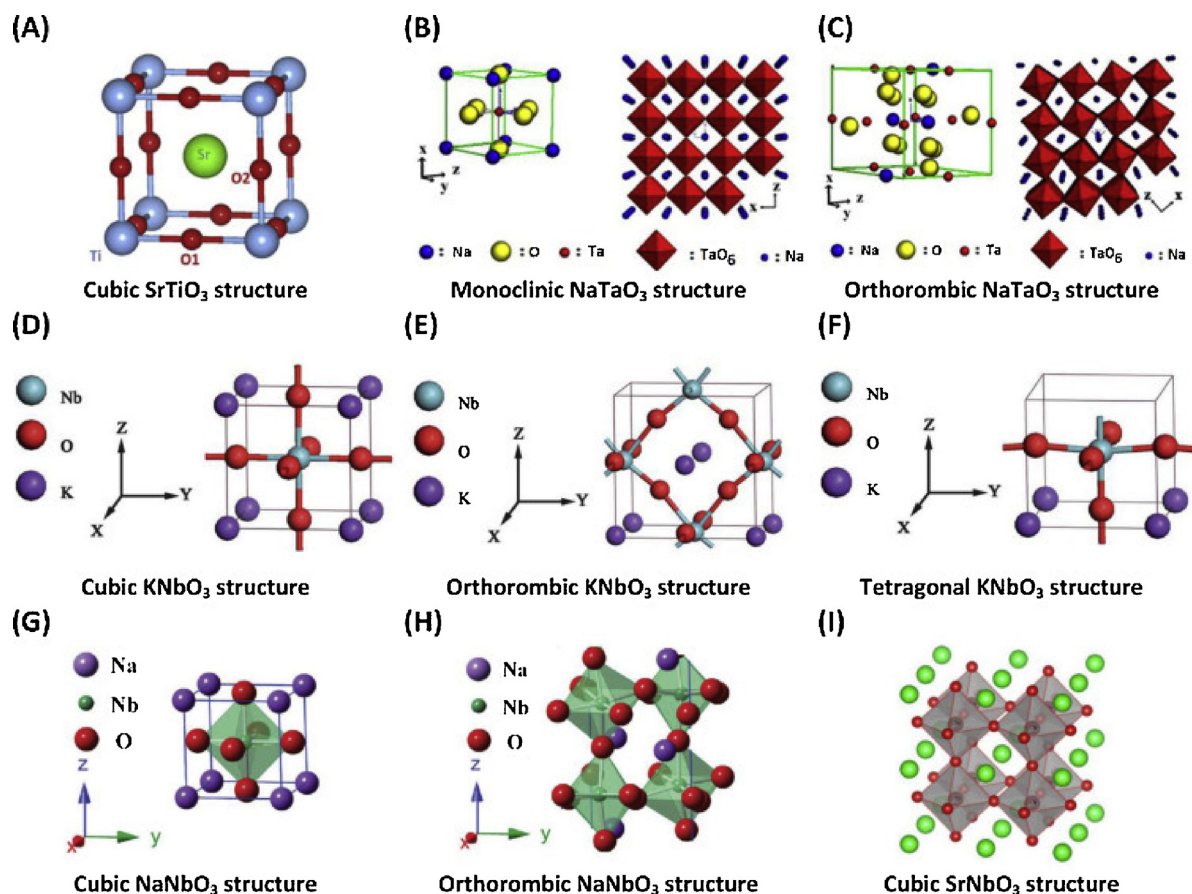 (A)
Sr
O2
Ti
O1
Cubic SrTiO₃ structure
(B)
x
z
y
z
x
: Na : O : Ta : TaO₆ : Na
Monoclinic NaTaO₃ structure
(C)
x
z
y
z
x
: Na : O : Ta : TaO₆ : Na
Orthorombic NaTaO₃ structure
(D)
Nb
O
K
Z
Y
X
Cubic KNbO₃ structure
(E)
Nb
O
K
Z
Y
X
Orthorombic KNbO₃ structure
(F)
Nb
O
K
Z
Y
X
Tetragonal KNbO₃ structure
(G)
Na
Nb
O
z
y
x
Cubic NaNbO₃ structure
(H)
Na
Nb
O
z
y
x
Orthorombic NaNbO₃ structure
(I)
Cubic SrNbO₃ structure